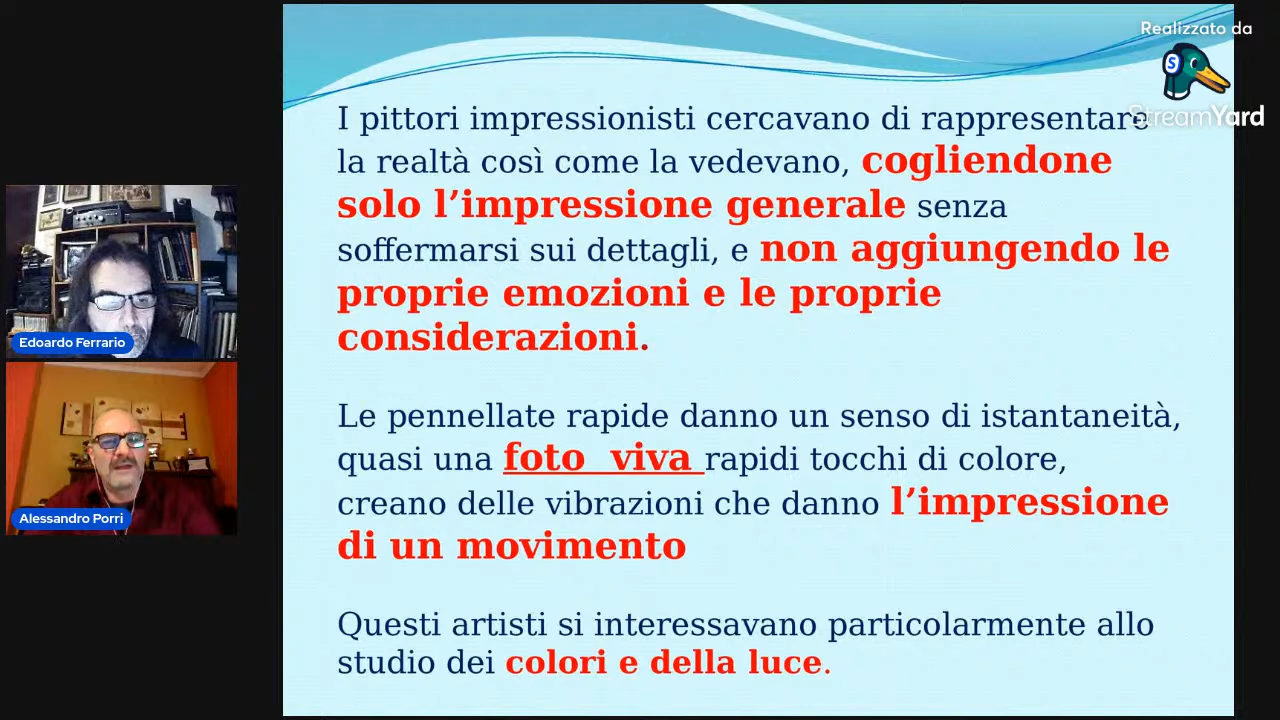 Realizzato da
StreamYard
I pittori impressionisti cercavano di rappresentare
la realtà così come la vedevano, cogliendone
solo l’impressione generale senza
soffermarsi sui dettagli, e non aggiungendo le
proprie emozioni e le proprie
considerazioni.
Le pennellate rapide danno un senso di istantaneità,
quasi una foto  viva rapidi tocchi di colore,
creano delle vibrazioni che danno l’impressione
di un movimento
Questi artisti si interessavano particolarmente allo
studio dei colori e della luce.
Edoardo Ferrario
Alessandro Porri